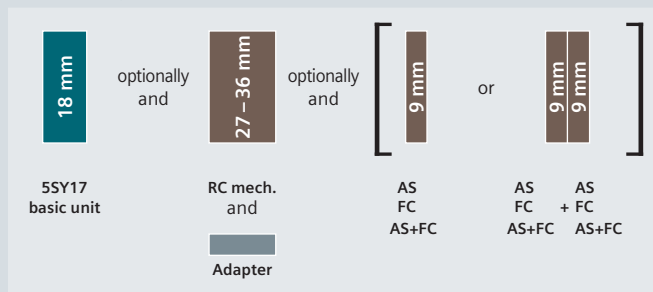 18 mm
optionally
and
27 – 36 mm
optionally
and
9 mm
or
9 mm
9 mm
5SY17
basic unit
RC mech.
and
Adapter
AS
FC
AS+FC
AS AS
FC + FC
AS+FC AS+FC